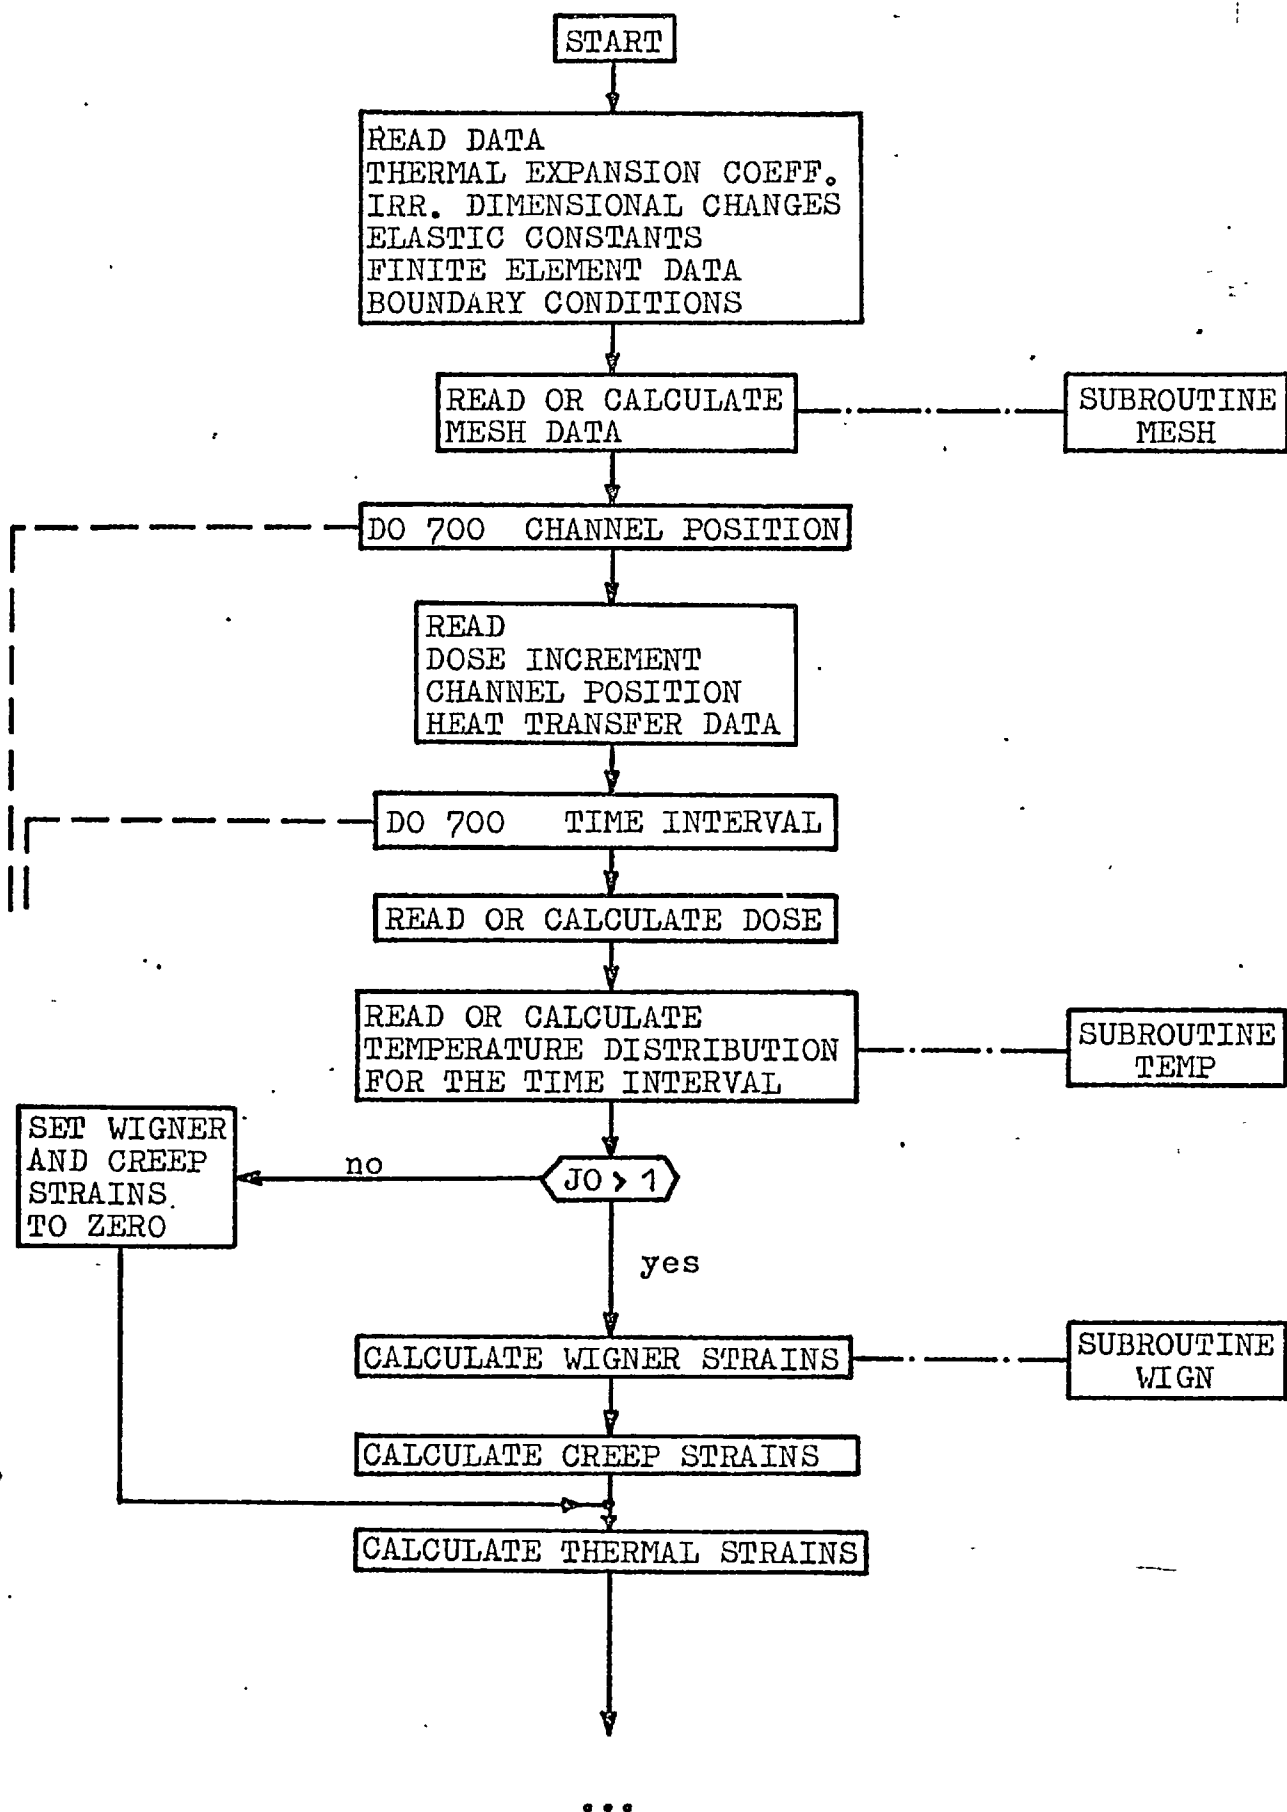 START
READ DATA
THERMAL EXPANSION COEFF.
IRR. DIMENSIONAL CHANGES
ELASTIC CONSTANTS
FINITE ELEMENT DATA
BOUNDARY CONDITIONS
READ OR CALCULATE
MESH DATA
SUBROUTINE
MESH
DO 700 CHANNEL POSITION
READ
DOSE INCREMENT
CHANNEL POSITION
HEAT TRANSFER DATA
DO 700 TIME INTERVAL
READ OR CALCULATE DOSE
READ OR CALCULATE
TEMPERATURE DISTRIBUTION
FOR THE TIME INTERVAL
SUBROUTINE
TEMP
SET WIGNER
AND CREEP
STRAINS
TO ZERO
no
JO > 1
yes
CALCULATE WIGNER STRAINS
SUBROUTINE
WIGN
CALCULATE CREEP STRAINS
CALCULATE THERMAL STRAINS
...